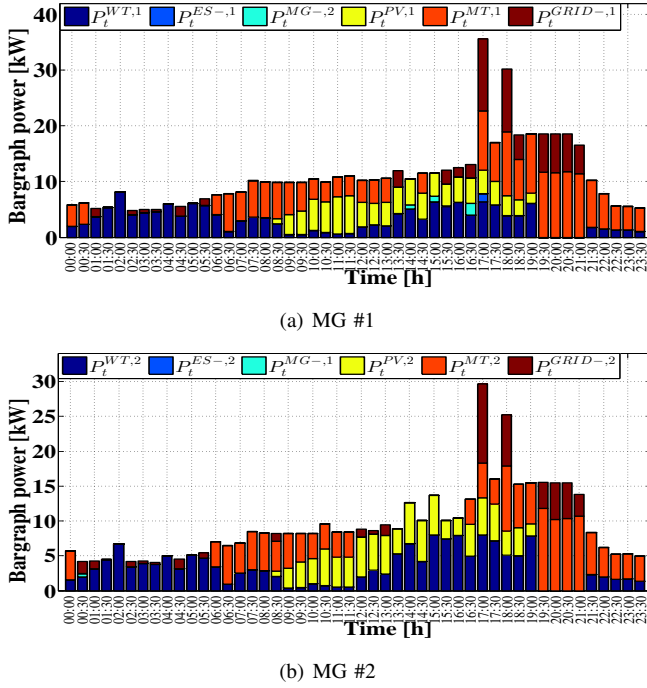 P_t^{WT,1} P_t^{ES-,1} P_t^{MG-,2} P_t^{PV,1} P_t^{MT,1} P_t^{GRID-,1}
Bargraph power [kW]
40
30
20
10
0
00:00 00:30 01:00 01:30 02:00 02:30 03:00 03:30 04:00 04:30 05:00 05:30 06:00 06:30 07:00 07:30 08:00 08:30 09:00 09:30 10:00 10:30 11:00 11:30 12:00 12:30 13:00 13:30 14:00 14:30 15:00 15:30 16:00 16:30 17:00 17:30 18:00 18:30 19:00 19:30 20:00 20:30 21:00 21:30 22:00 22:30 23:00 23:30
Time [h]
(a) MG #1
P_t^{WT,2} P_t^{ES-,2} P_t^{MG-,1} P_t^{PV,2} P_t^{MT,2} P_t^{GRID-,2}
Bargraph power [kW]
30
25
20
15
10
5
0
00:00 00:30 01:00 01:30 02:00 02:30 03:00 03:30 04:00 04:30 05:00 05:30 06:00 06:30 07:00 07:30 08:00 08:30 09:00 09:30 10:00 10:30 11:00 11:30 12:00 12:30 13:00 13:30 14:00 14:30 15:00 15:30 16:00 16:30 17:00 17:30 18:00 18:30 19:00 19:30 20:00 20:30 21:00 21:30 22:00 22:30 23:00 23:30
Time [h]
(b) MG #2